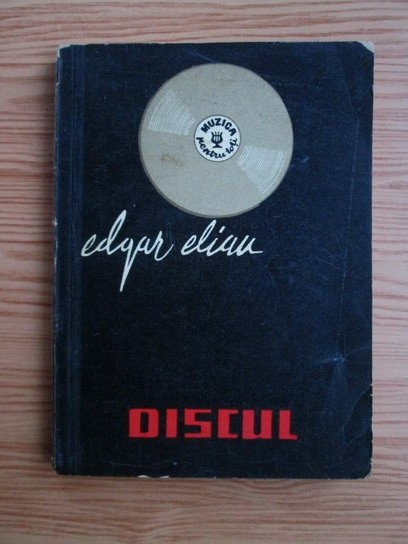 MUZICA
pentru toți
edgar elian
DISCUL